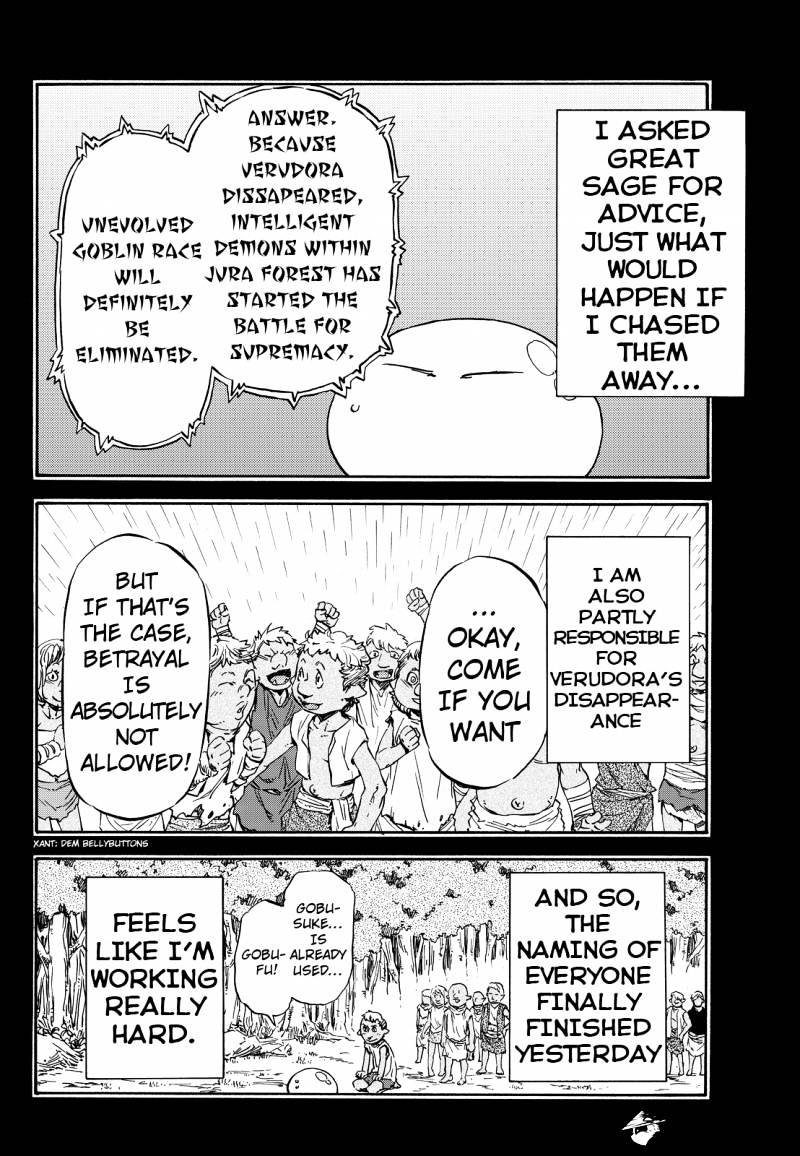 I ASKED
GREAT
SAGE FOR
ADVICE,
JUST WHAT
WOULD
HAPPEN IF
I CHASED
THEM
AWAY...
ANSWER.
BECAUSE
VERUDORA
DISSAPEARED,
INTELLIGENT
DEMONS WITHIN
JURA FOREST HAS
STARTED THE
BATTLE FOR
SUPREMACY.
UNEVOLVED
GOBLIN RACE
WILL
DEFINITELY
BE
ELIMINATED.
I AM
ALSO
PARTLY
RESPONSIBLE
FOR
VERUDORA'S
DISAPPEAR-
ANCE
...
OKAY,
COME
IF YOU
WANT
BUT
IF THAT'S
THE CASE,
BETRAYAL
IS
ABSOLUTELY
NOT
ALLOWED!
XANT: DEM BELLYBUTTONS
AND SO,
THE
NAMING OF
EVERYONE
FINALLY
FINISHED
YESTERDAY
GOBU-
SUKE...
IS
ALREADY
USED...
GOBU-
FU!
FEELS
LIKE I'M
WORKING
REALLY
HARD.